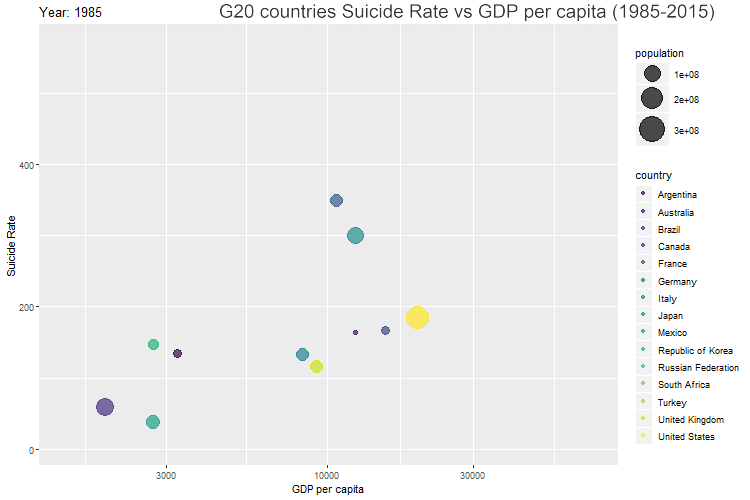 Year: 1985
G20 countries Suicide Rate vs GDP per capita (1985-2015)
Suicide Rate
400
200
0
3000
10000
30000
GDP per capita
population
1e+08
2e+08
3e+08
country
Argentina
Australia
Brazil
Canada
France
Germany
Italy
Japan
Mexico
Republic of Korea
Russian Federation
South Africa
Turkey
United Kingdom
United States